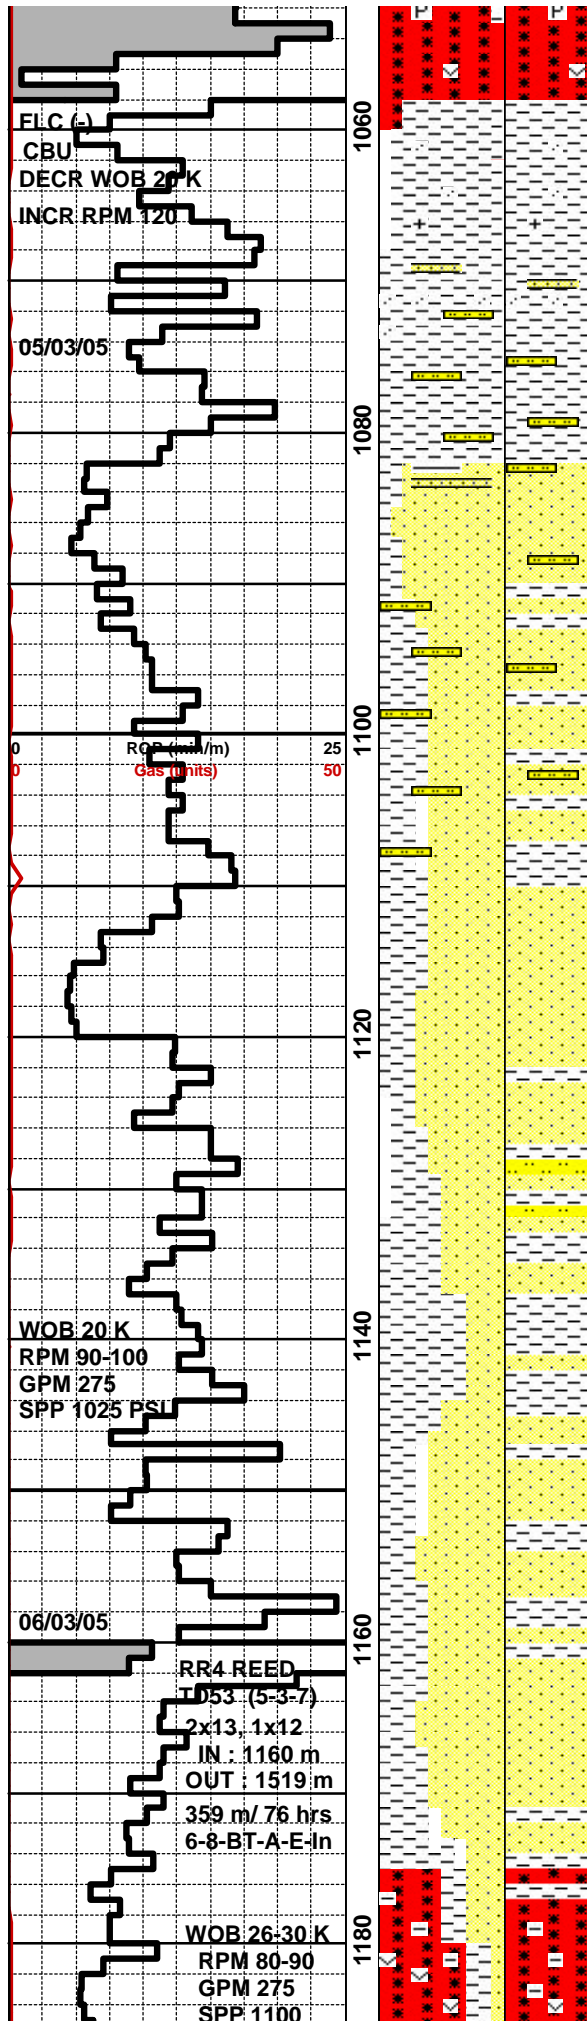 P P
FLC (-)
CBU
DECR WOB 20 K
INCR RPM 120
1060
05/03/05
1080
1100
0 ROP (min/m) 25
0 Gas (units) 50
1120
WOB 20 K
RPM 90-100
GPM 275
SPP 1025 PSI
1140
06/03/05
1160
RR4 REED
TD53 (5-3-7)
2x13, 1x12
IN : 1160 m
OUT : 1519 m
359 m/ 76 hrs
6-8-BT-A-E-In
WOB 26-30 K
RPM 80-90
GPM 275
SPP 1100
1180